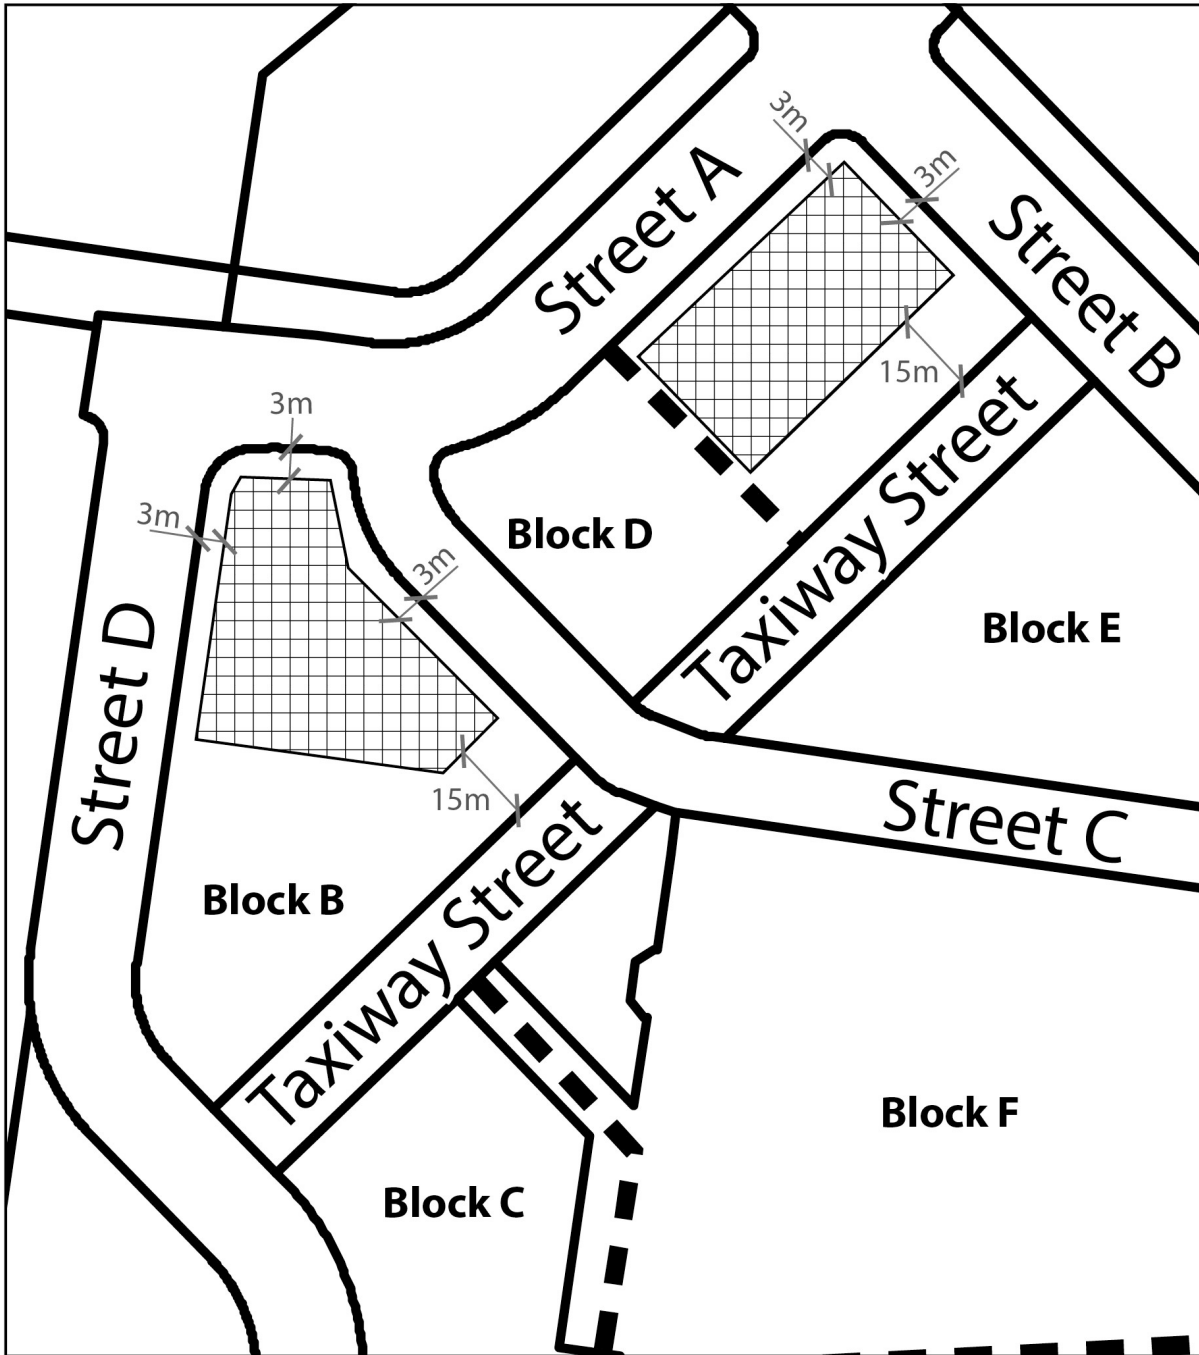 3m
3m
Street A
Street B
15m
3m
3m
Block D
Taxiway Street
3m
Block E
Street D
15m
Street C
Block B
Taxiway Street
Block F
Block C